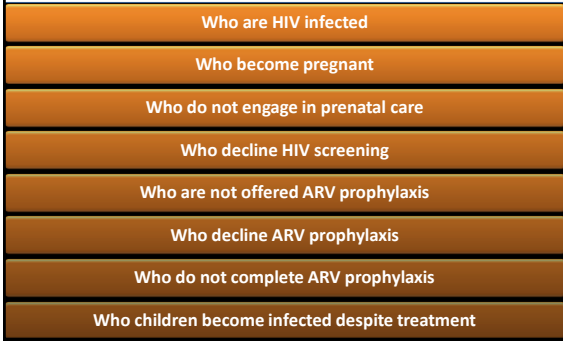 Who are HIV infected
Who become pregnant
Who do not engage in prenatal care
Who decline HIV screening
Who are not offered ARV prophylaxis
Who decline ARV prophylaxis
Who do not complete ARV prophylaxis
Who children become infected despite treatment